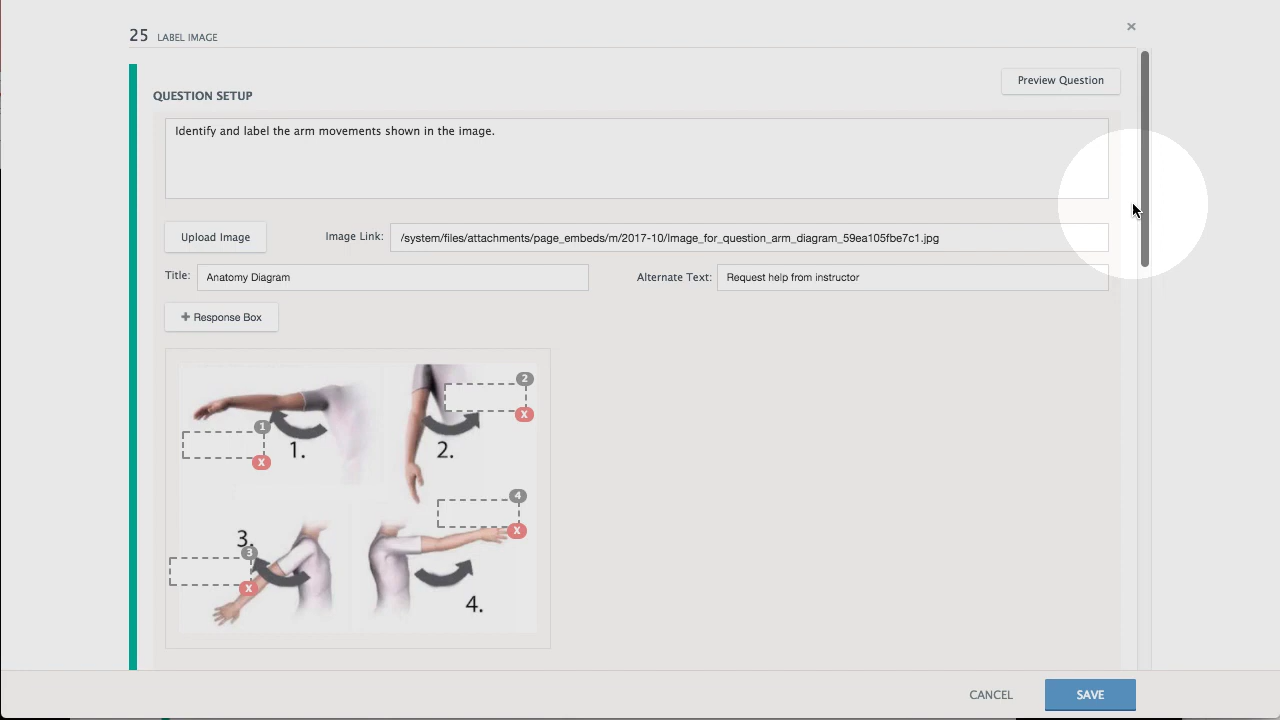 25 LABEL IMAGE
×
Preview Question
QUESTION SETUP
Identify and label the arm movements shown in the image.
Upload Image
Image Link: /system/files/attachments/page_embeds/m/2017-10/Image_for_question_arm_diagram_59ea105fbe7c1.jpg
Title: Anatomy Diagram
Alternate Text: Request help from instructor
+ Response Box
2
X
1
1.
2.
X
4
X
3.
3
X
4.
CANCEL
SAVE